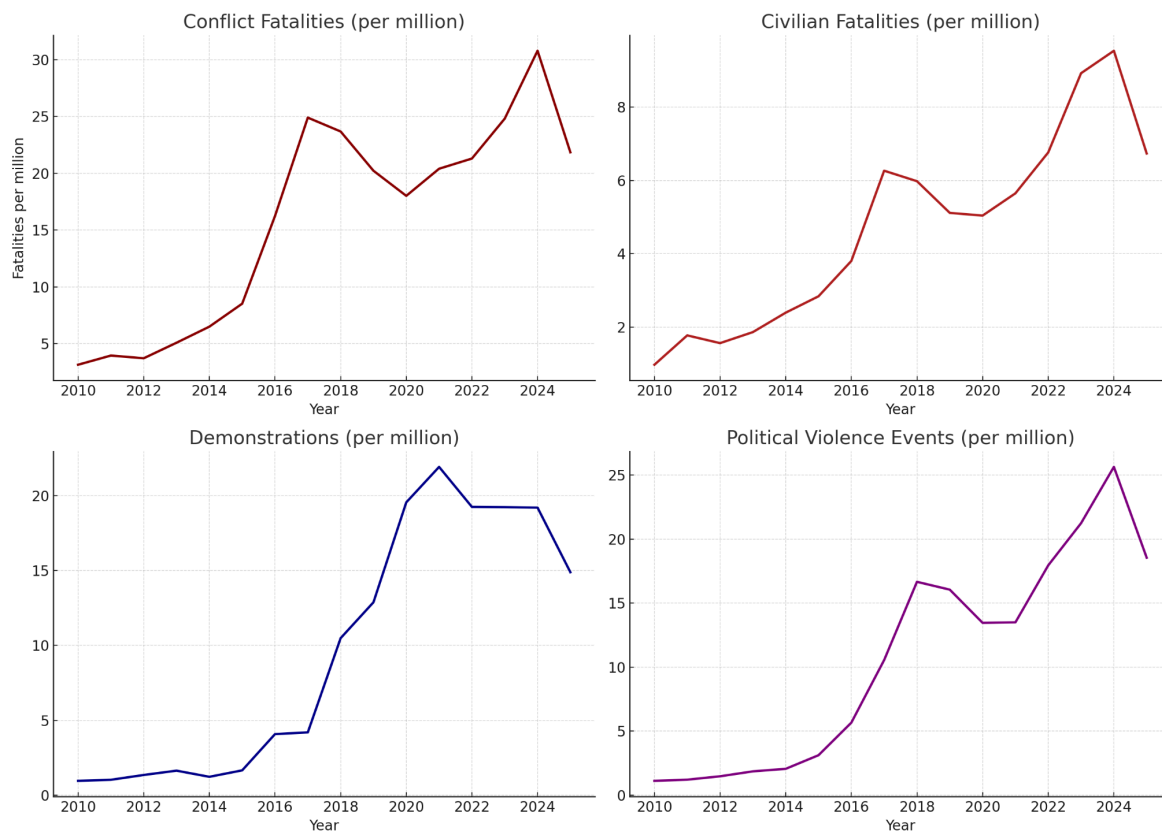 Conflict Fatalities (per million)
Fatalities per million
30
25
20
15
10
5
2010 2012 2014 2016 2018 2020 2022 2024
Year
Civilian Fatalities (per million)
8
6
4
2
2010 2012 2014 2016 2018 2020 2022 2024
Year
Demonstrations (per million)
20
15
10
5
0
2010 2012 2014 2016 2018 2020 2022 2024
Year
Political Violence Events (per million)
25
20
15
10
5
0
2010 2012 2014 2016 2018 2020 2022 2024
Year